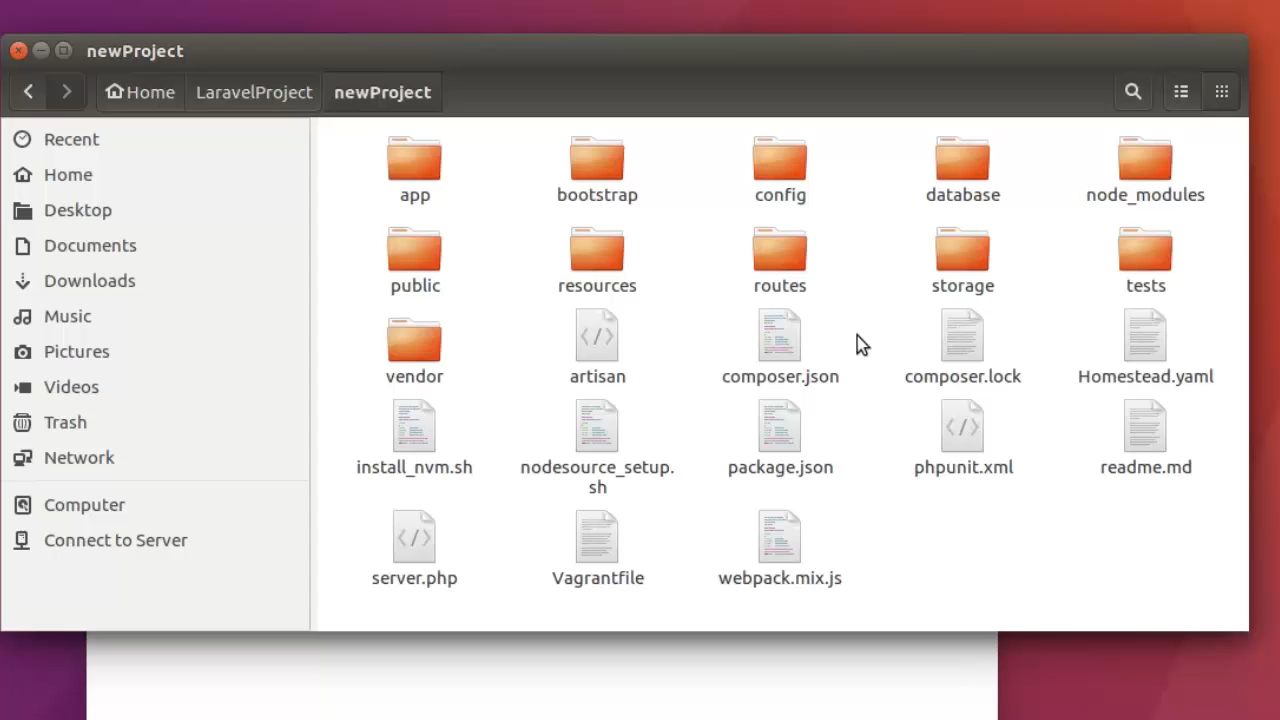 newProject
Home LaravelProject newProject
Recent
Home
Desktop
Documents
Downloads
Music
Pictures
Videos
Trash
Network
Computer
Connect to Server
app bootstrap config database node_modules
public resources routes storage tests
vendor artisan composer.json composer.lock Homestead.yaml
install_nvm.sh nodesource_setup. package.json phpunit.xml readme.md
sh
server.php Vagrantfile webpack.mix.js